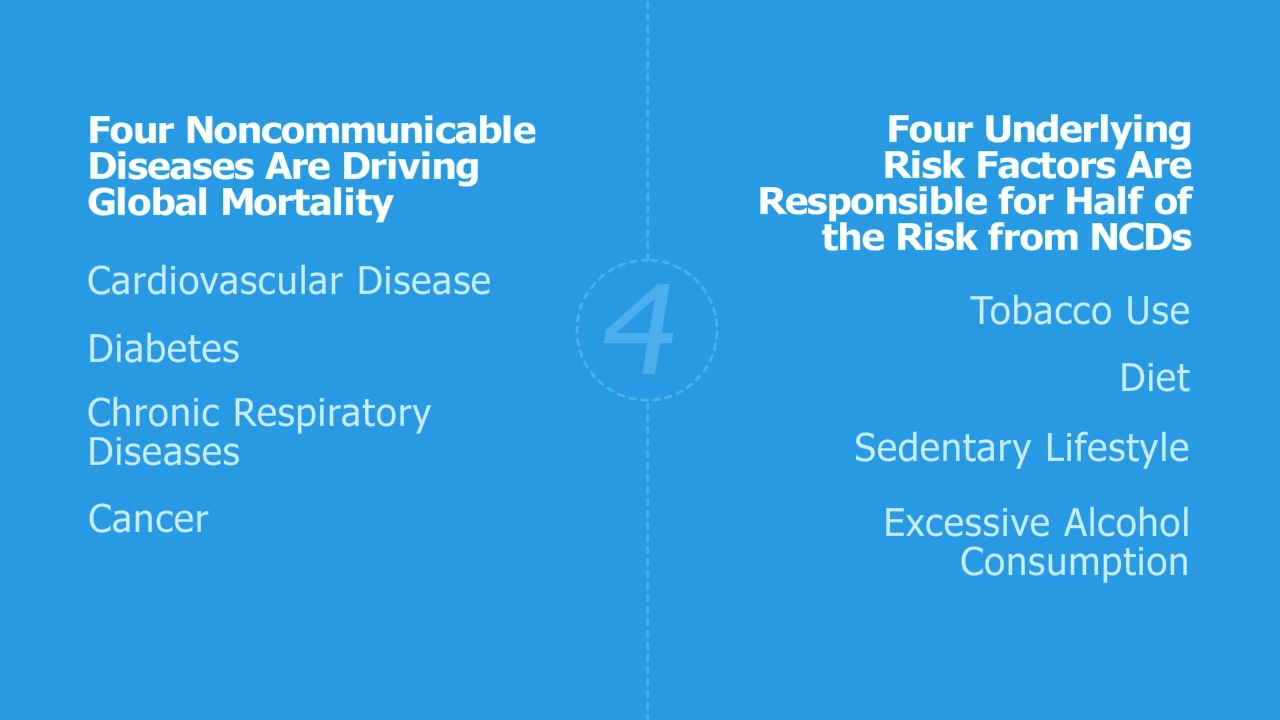 Four Noncommunicable
Diseases Are Driving
Global Mortality
Cardiovascular Disease
Diabetes
Chronic Respiratory
Diseases
Cancer
4
Four Underlying
Risk Factors Are
Responsible for Half of
the Risk from NCDs
Tobacco Use
Diet
Sedentary Lifestyle
Excessive Alcohol
Consumption